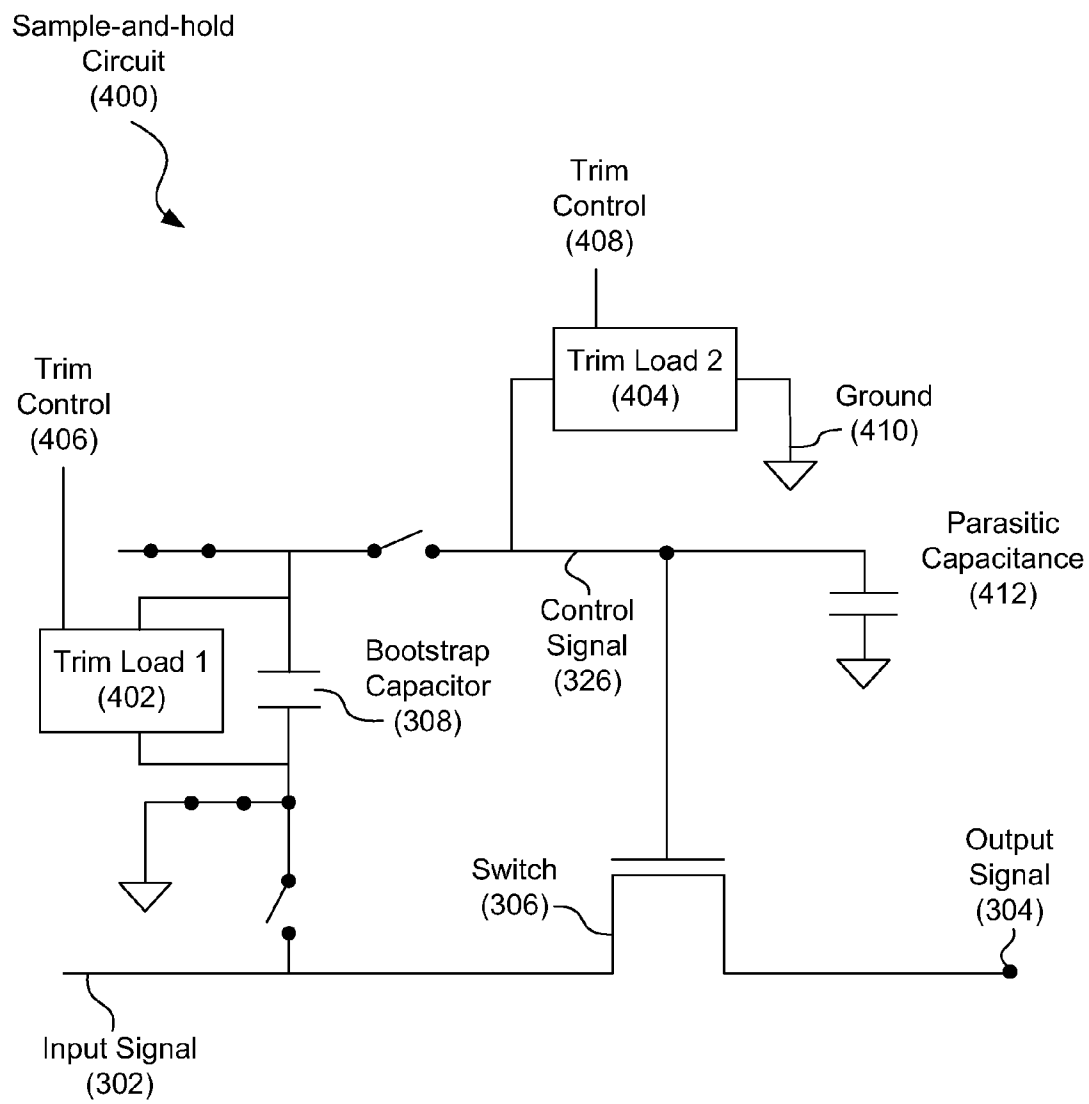 Sample-and-hold
Circuit
(400)
Trim
Control
(408)
Trim Load 2
(404)
Ground
(410)
Trim
Control
(406)
Parasitic
Capacitance
(412)
Control
Signal
(326)
Trim Load 1
(402)
Bootstrap
Capacitor
(308)
Switch
(306)
Output
Signal
(304)
Input Signal
(302)